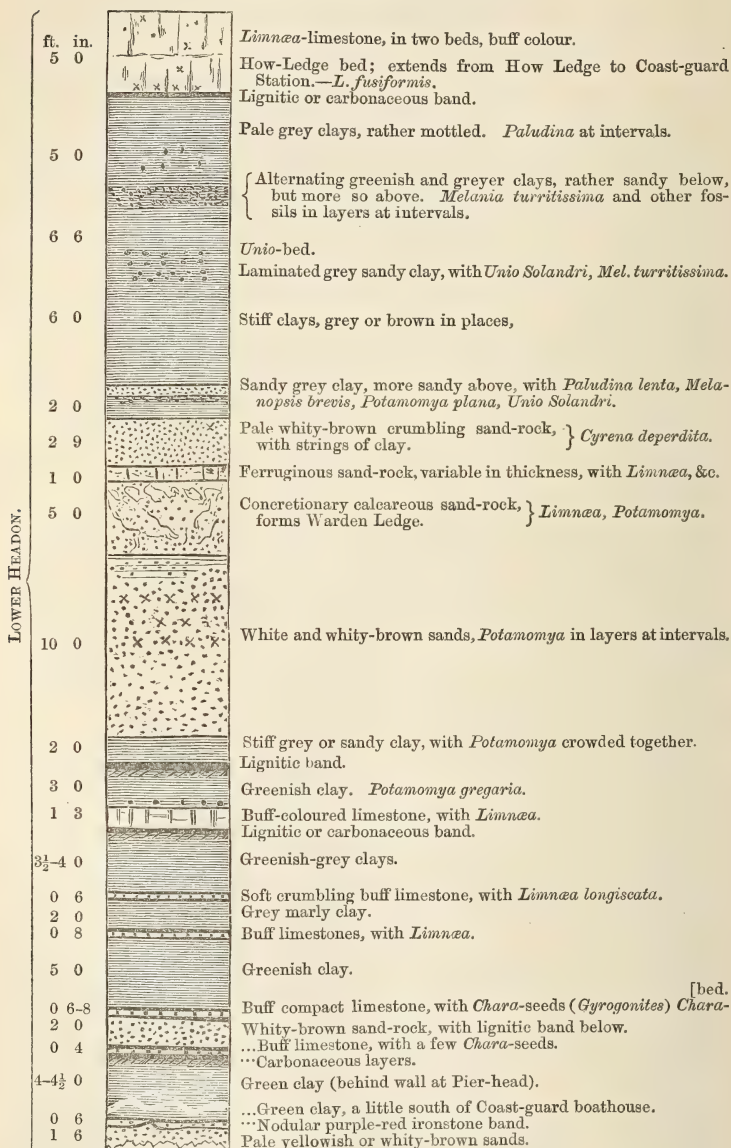 ft. in.
Limnæa-limestone, in two beds, buff colour.
5 0
How-Ledge bed; extends from How Ledge to Coast-guard
Station.—L. fusiformis.
Lignitic or carbonaceous band.
Pale grey clays, rather mottled. Paludina at intervals.
5 0
Alternating greenish and greyer clays, rather sandy below,
but more so above. Melania turritissima and other fos-
sils in layers at intervals.
6 6
Unio-bed.
Laminated grey sandy clay, with Unio Solandri, Mel. turritissima.
6 0 Stiff clays, grey or brown in places,
Sandy grey clay, more sandy above, with Paludina lenta, Mela-
2 0 nopsis brevis, Potamomya plana, Unio Solandri.
Pale whity-brown crumbling sand-rock, } Cyrena deperdita.
2 9 with strings of clay.
1 0 Ferruginous sand-rock, variable in thickness, with Limnæa, &c.
5 0 Concretionary calcareous sand-rock, } Limnæa, Potamomya.
forms Warden Ledge.
LOWER HEADON.
10 0 White and whity-brown sands, Potamomya in layers at intervals.
2 0 Stiff grey or sandy clay, with Potamomya crowded together.
Lignitic band.
3 0 Greenish clay. Potamomya gregaria.
1 3 Buff-coloured limestone, with Limnæa.
Lignitic or carbonaceous band.
3½–4 0 Greenish-grey clays.
0 6 Soft crumbling buff limestone, with Limnæa longiscata.
2 0 Grey marly clay.
0 8 Buff limestones, with Limnæa.
5 0 Greenish clay.
[bed.
0 6-8 Buff compact limestone, with Chara-seeds (Gyrogonites) Chara-
2 0 Whity-brown sand-rock, with lignitic band below.
0 4 ...Buff limestone, with a few Chara-seeds.
...Carbonaceous layers.
4–4½ 0 Green clay (behind wall at Pier-head).
...Green clay, a little south of Coast-guard boathouse.
0 6 ...Nodular purple-red ironstone band.
1 6 Pale yellowish or whity-brown sands.